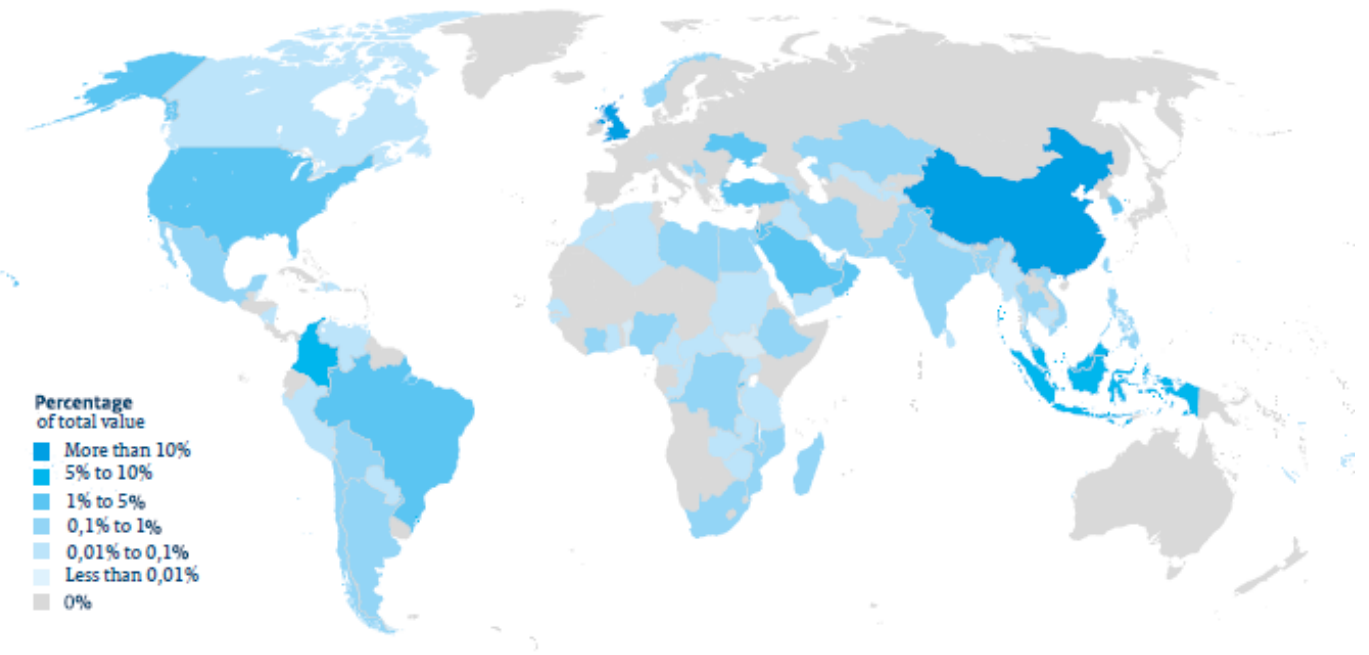 Percentage
of total value
More than 10%
5% to 10%
1% to 5%
0,1% to 1%
0,01% to 0,1%
Less than 0,01%
0%